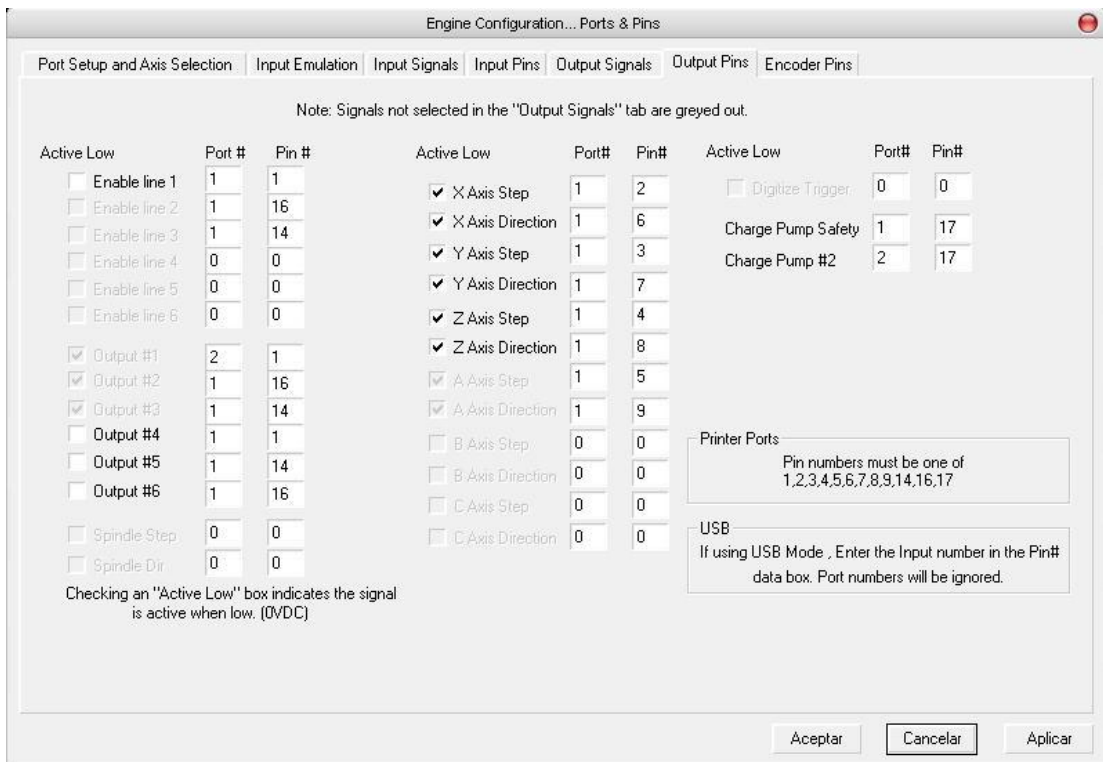 Engine Configuration... Ports & Pins
Port Setup and Axis Selection Input Emulation Input Signals Input Pins Output Signals Output Pins Encoder Pins
Note: Signals not selected in the "Output Signals" tab are greyed out.
Active Low Port # Pin #
Enable line 1 1 1
Enable line 2 1 16
Enable line 3 1 14
Enable line 4 0 0
Enable line 5 0 0
Enable line 6 0 0
Output #1 2 1
Output #2 1 16
Output #3 1 14
Output #4 1 1
Output #5 1 14
Output #6 1 16
Spindle Step 0 0
Spindle Dir 0 0
Checking an "Active Low" box indicates the signal
is active when low. (0VDC)
Active Low Port# Pin#
X Axis Step 1 2
X Axis Direction 1 6
Y Axis Step 1 3
Y Axis Direction 1 7
Z Axis Step 1 4
Z Axis Direction 1 8
A Axis Step 1 5
A Axis Direction 1 9
B Axis Step 0 0
B Axis Direction 0 0
C Axis Step 0 0
C Axis Direction 0 0
Active Low Port# Pin#
Digitize Trigger 0 0
Charge Pump Safety 1 17
Charge Pump #2 2 17
Printer Ports
Pin numbers must be one of
1,2,3,4,5,6,7,8,9,14,16,17
USB
If using USB Mode , Enter the Input number in the Pin#
data box. Port numbers will be ignored.
Aceptar Cancelar Aplicar